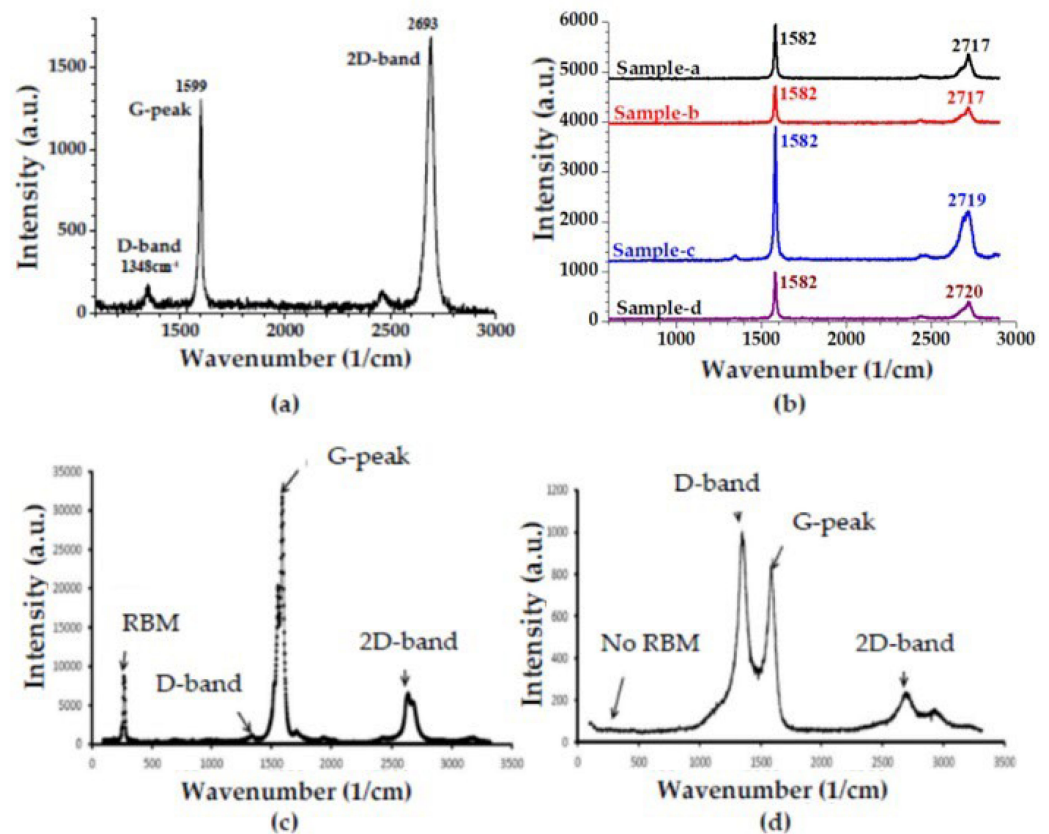 2693
1500
2D-band
1599
G-peak
1000
500
D-band
1348cm⁻¹
0
1500 2000 2500 3000
Intensity (a.u.)
Wavenumber (1/cm)
(a)
6000
5000
4000
3000
2000
1000
0
1582
2717
Sample-a
1582
2717
Sample-b
1582
2719
Sample-c
1582
2720
Sample-d
1000 1500 2000 2500 3000
Intensity (a.u.)
Wavenumber (1/cm)
(b)
G-peak
35000
30000
25000
20000
15000
10000
5000
0
RBM
D-band
2D-band
0 500 1000 1500 2000 2500 3000 3500
Intensity (a.u.)
Wavenumber (1/cm)
(c)
D-band
G-peak
1200
1000
800
600
400
200
0
No RBM
2D-band
0 500 1000 1500 2000 2500 3000 3500
Intensity (a.u.)
Wavenumber (1/cm)
(d)